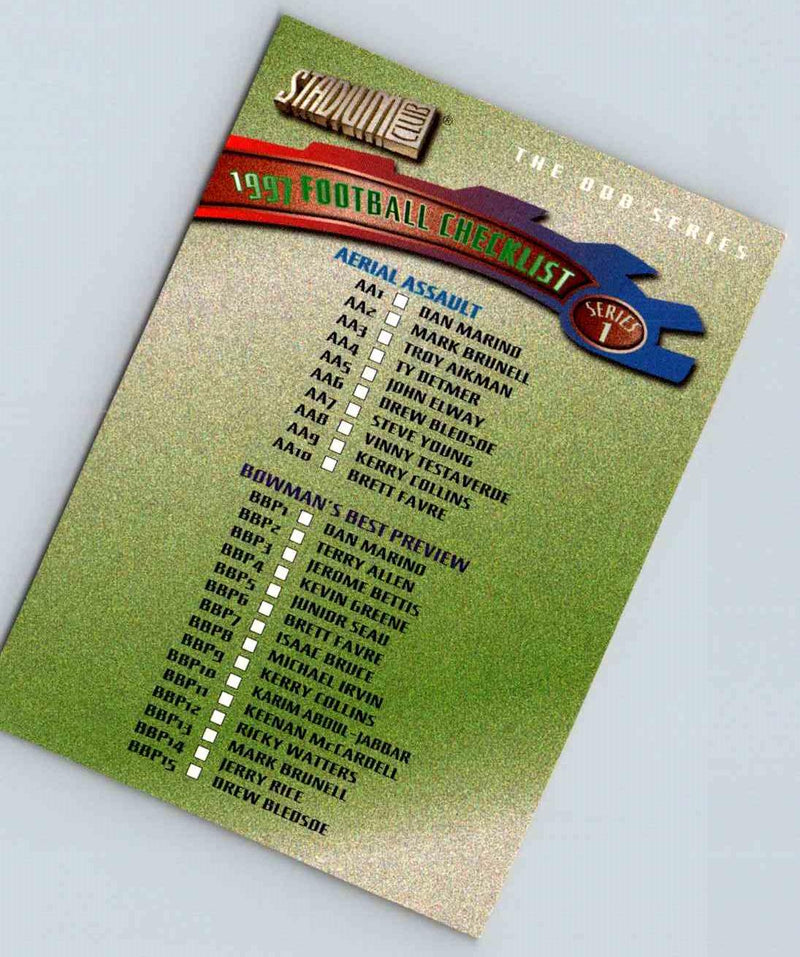 STADIUM CLUB®
THE ODD SERIES
1997 FOOTBALL CHECKLIST
SERIES 1
AERIAL ASSAULT
AA1 DAN MARINO
AA2 MARK BRUNELL
AA3 TROY AIKMAN
AA4 TY DETMER
AA5 JOHN ELWAY
AA6 DREW BLEDSOE
AA7 STEVE YOUNG
AA8 VINNY TESTAVERDE
AA9 KERRY COLLINS
AA10 BRETT FAVRE
BOWMAN'S BEST PREVIEW
BBP1 DAN MARINO
BBP2 TERRY ALLEN
BBP3 JEROME BETTIS
BBP4 KEVIN GREENE
BBP5 JUNIOR SEAU
BBP6 BRETT FAVRE
BBP7 ISAAC BRUCE
BBP8 MICHAEL IRVIN
BBP9 KERRY COLLINS
BBP10 KARIM ABDUL-JABBAR
BBP11 KEENAN McCARDELL
BBP12 RICKY WATTERS
BBP13 MARK BRUNELL
BBP14 JERRY RICE
BBP15 DREW BLEDSOE